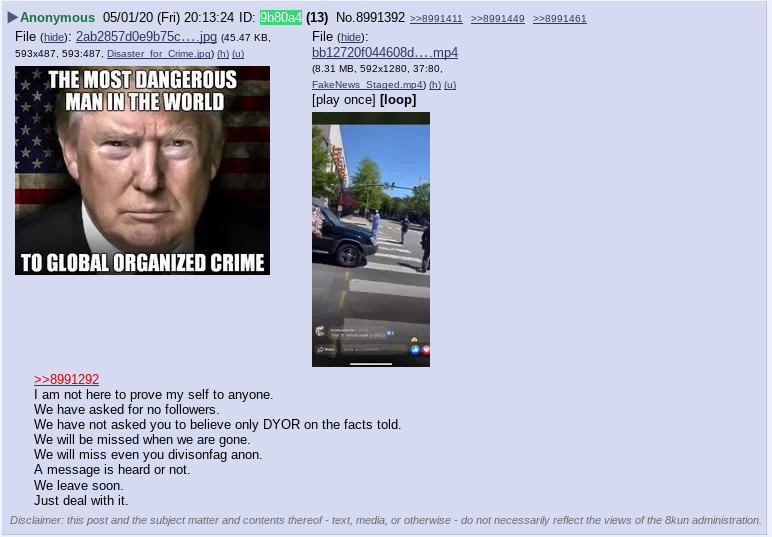 ▶Anonymous 05/01/20 (Fri) 20:13:24 ID: 9b80a4 (13) No.8991392 >>8991411 >>8991449 >>8991461
File (hide): 2ab2857d0e9b75c….jpg (45.47 KB,
593x487, 593:487, Disaster_for_Crime.jpg) (h) (u)
THE MOST DANGEROUS
MAN IN THE WORLD
TO GLOBAL ORGANIZED CRIME
File (hide):
bb12720f044608d….mp4
(8.31 MB, 592x1280, 37:80,
FakeNews_Staged.mp4) (h) (u)
[play once] [loop]
Share
>>8991292
I am not here to prove my self to anyone.
We have asked for no followers.
We have not asked you to believe only DYOR on the facts told.
We will be missed when we are gone.
We will miss even you divisonfag anon.
A message is heard or not.
We leave soon.
Just deal with it.
Disclaimer: this post and the subject matter and contents thereof - text, media, or otherwise - do not necessarily reflect the views of the 8kun administration.